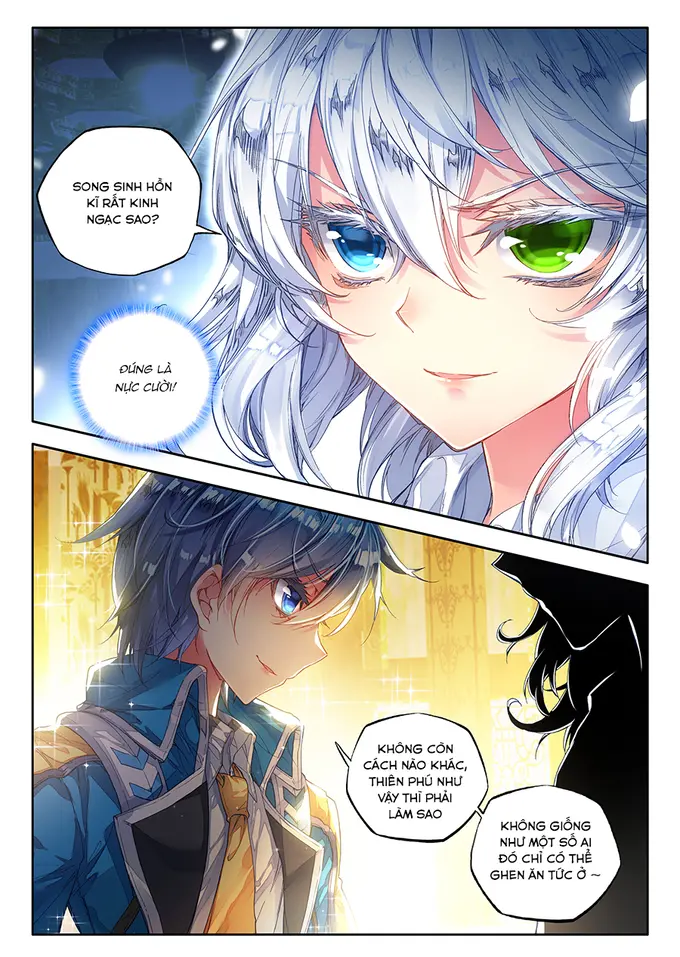 SONG SINH HỒN
KĨ RẤT KINH
NGẠC SAO?
ĐÚNG LÀ
NỰC CƯỜI!
KHÔNG CÒN
CÁCH NÀO KHÁC,
THIÊN PHÚ NHƯ
VẬY THÌ PHẢI
LÀM SAO
KHÔNG GIỐNG
NHƯ MỘT SỐ AI
ĐÓ CHỈ CÓ THỂ
GHEN ĂN TỨC Ở ~